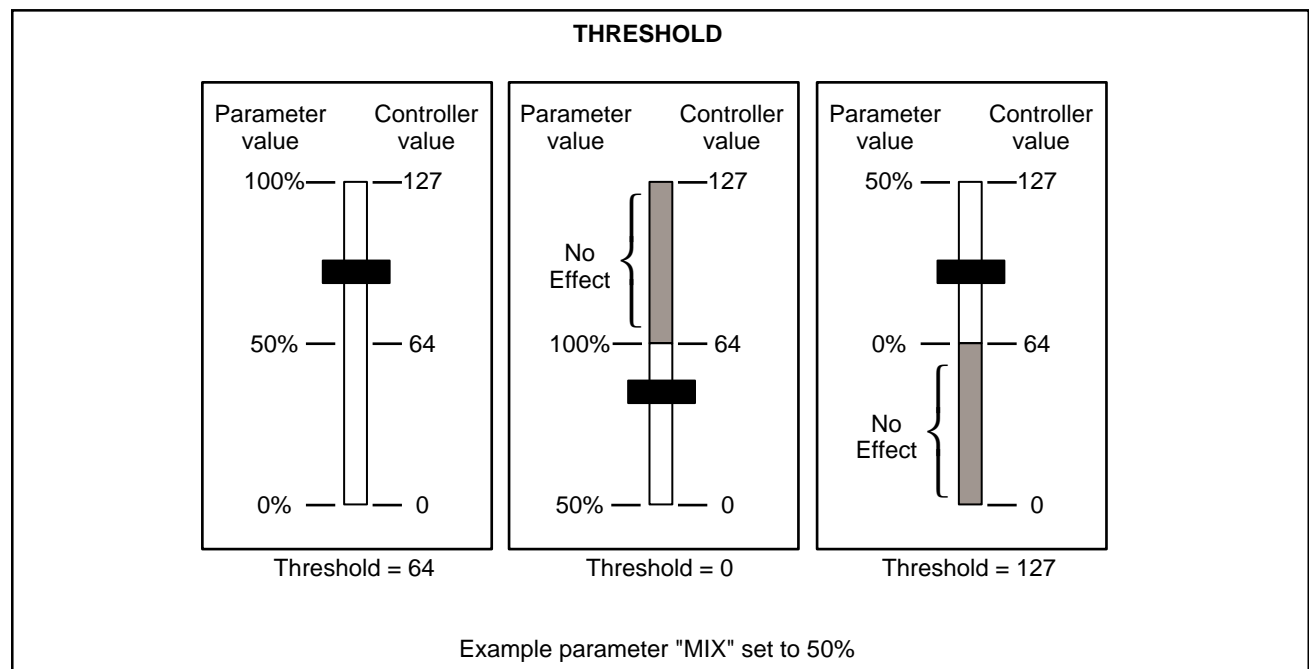 THRESHOLD
Parameter value
Controller value
100%
127
50%
64
0%
0
Threshold = 64
Parameter value
Controller value
127
No Effect
100%
64
50%
0
Threshold = 0
Parameter value
Controller value
50%
127
0%
64
No Effect
0
Threshold = 127
Example parameter "MIX" set to 50%